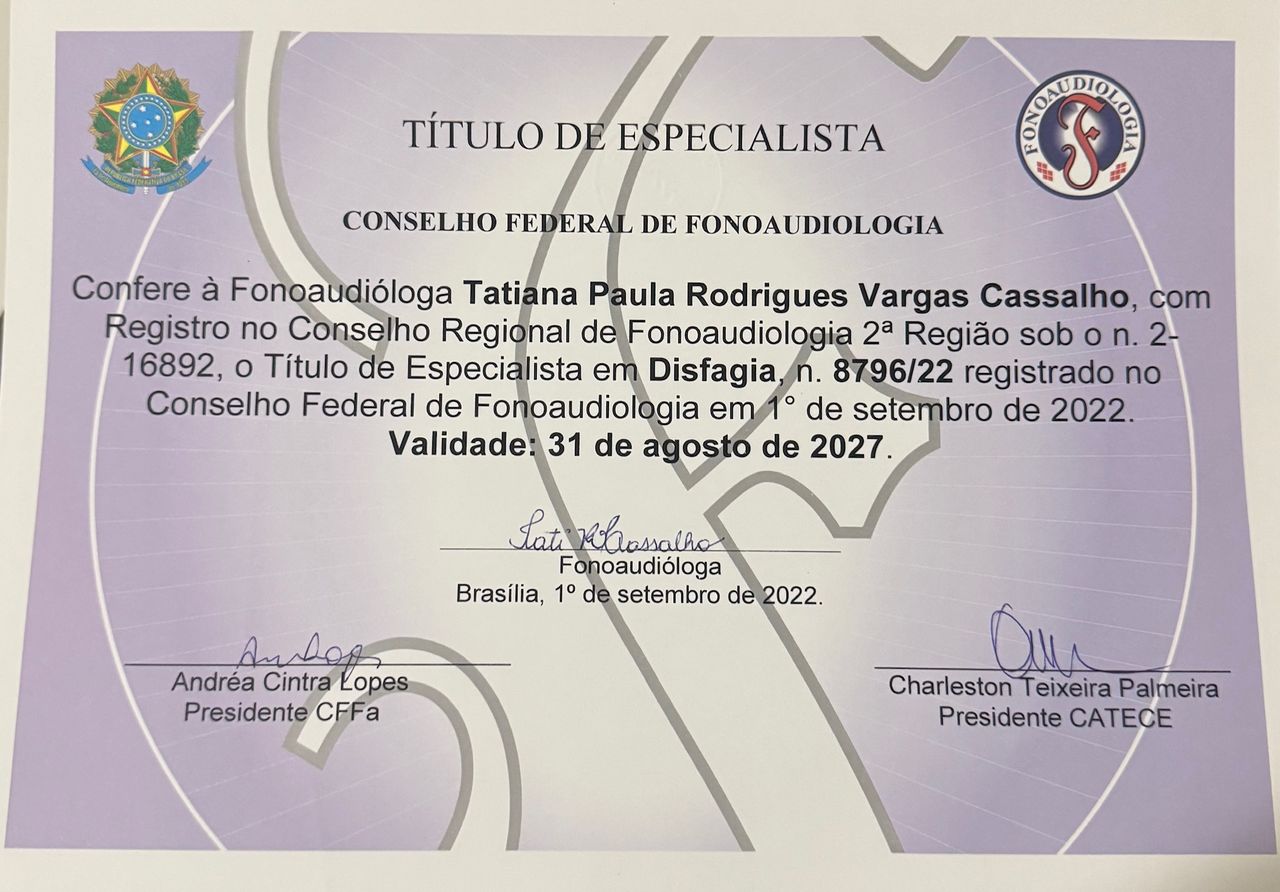 FONOAUDIOLOGIA
TÍTULO DE ESPECIALISTA
CONSELHO FEDERAL DE FONOAUDIOLOGIA
Confere à Fonoaudióloga Tatiana Paula Rodrigues Vargas Cassalho, com
Registro no Conselho Regional de Fonoaudiologia 2ª Região sob o n. 2-
16892, o Título de Especialista em Disfagia, n. 8796/22 registrado no
Conselho Federal de Fonoaudiologia em 1° de setembro de 2022.
Validade: 31 de agosto de 2027.
Fonoaudióloga
Brasília, 1º de setembro de 2022.
Andréa Cintra Lopes
Presidente CFFa
Charleston Teixeira Palmeira
Presidente CATECE